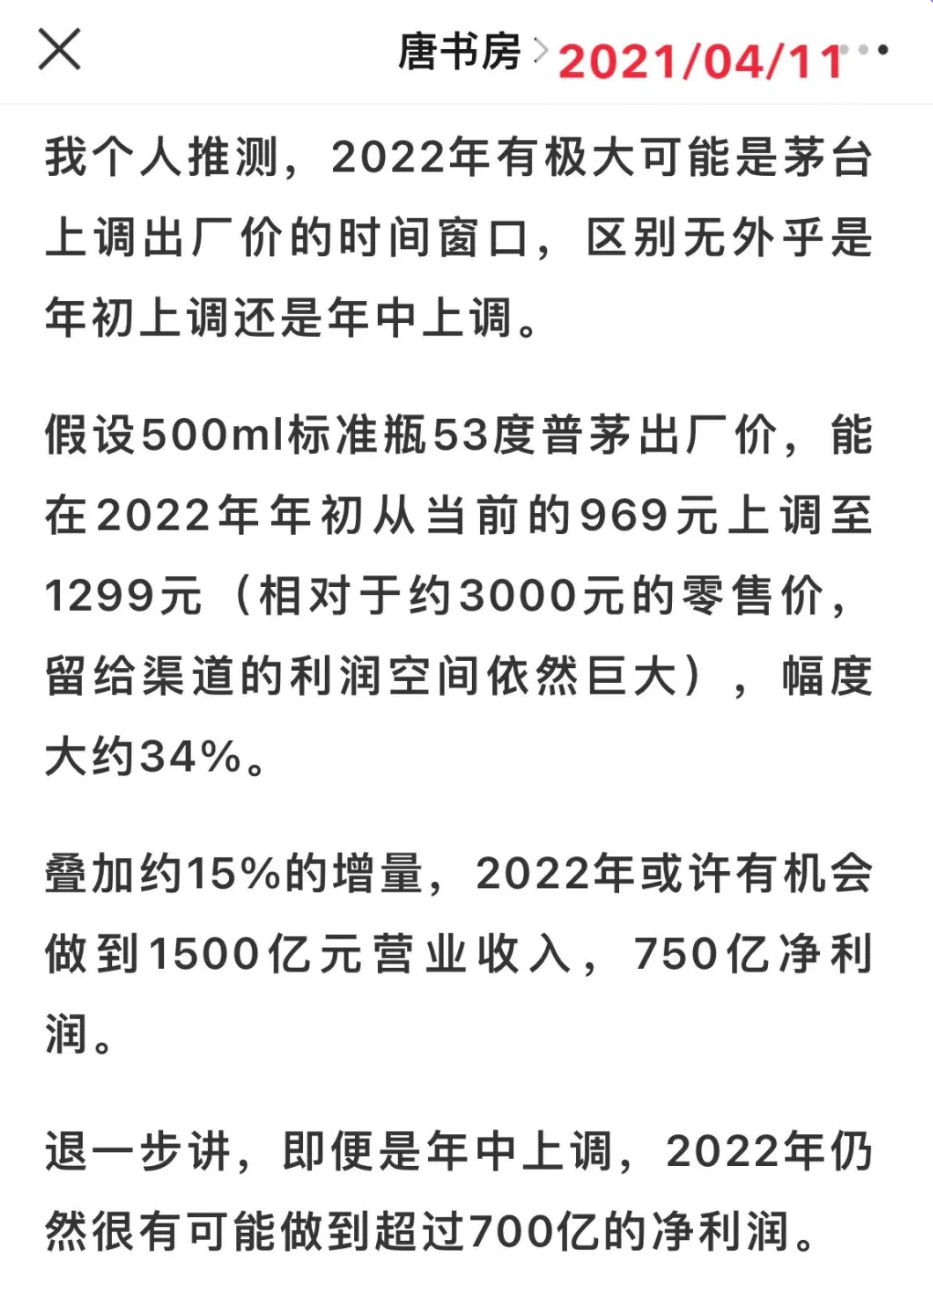 唐书房 2021/04/11
我个人推测，2022年有极大可能是茅台
上调出厂价的时间窗口，区别无外乎是
年初上调还是年中上调。
假设500ml标准瓶53度普茅出厂价，能
在2022年年初从当前的969元上调至
1299元（相对于约3000元的零售价，
留给渠道的利润空间依然巨大），幅度
大约34%。
叠加约15%的增量，2022年或许有机会
做到1500亿元营业收入，750亿净利
润。
退一步讲，即便是年中上调，2022年仍
然很有可能做到超过700亿的净利润。